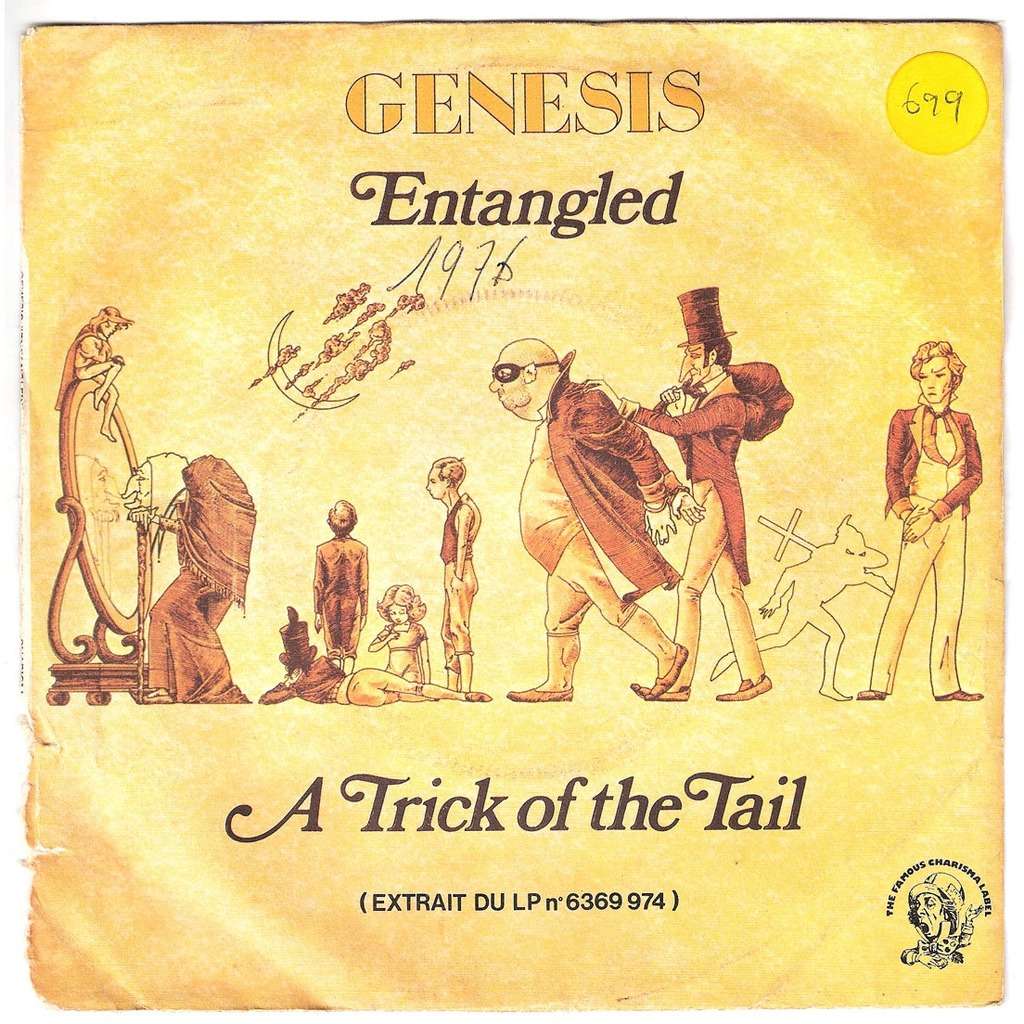 GENESIS
699
Entangled
1976
A Trick of the Tail
(EXTRAIT DU LP n° 6369 974)
THE FAMOUS CHARISMA LABEL